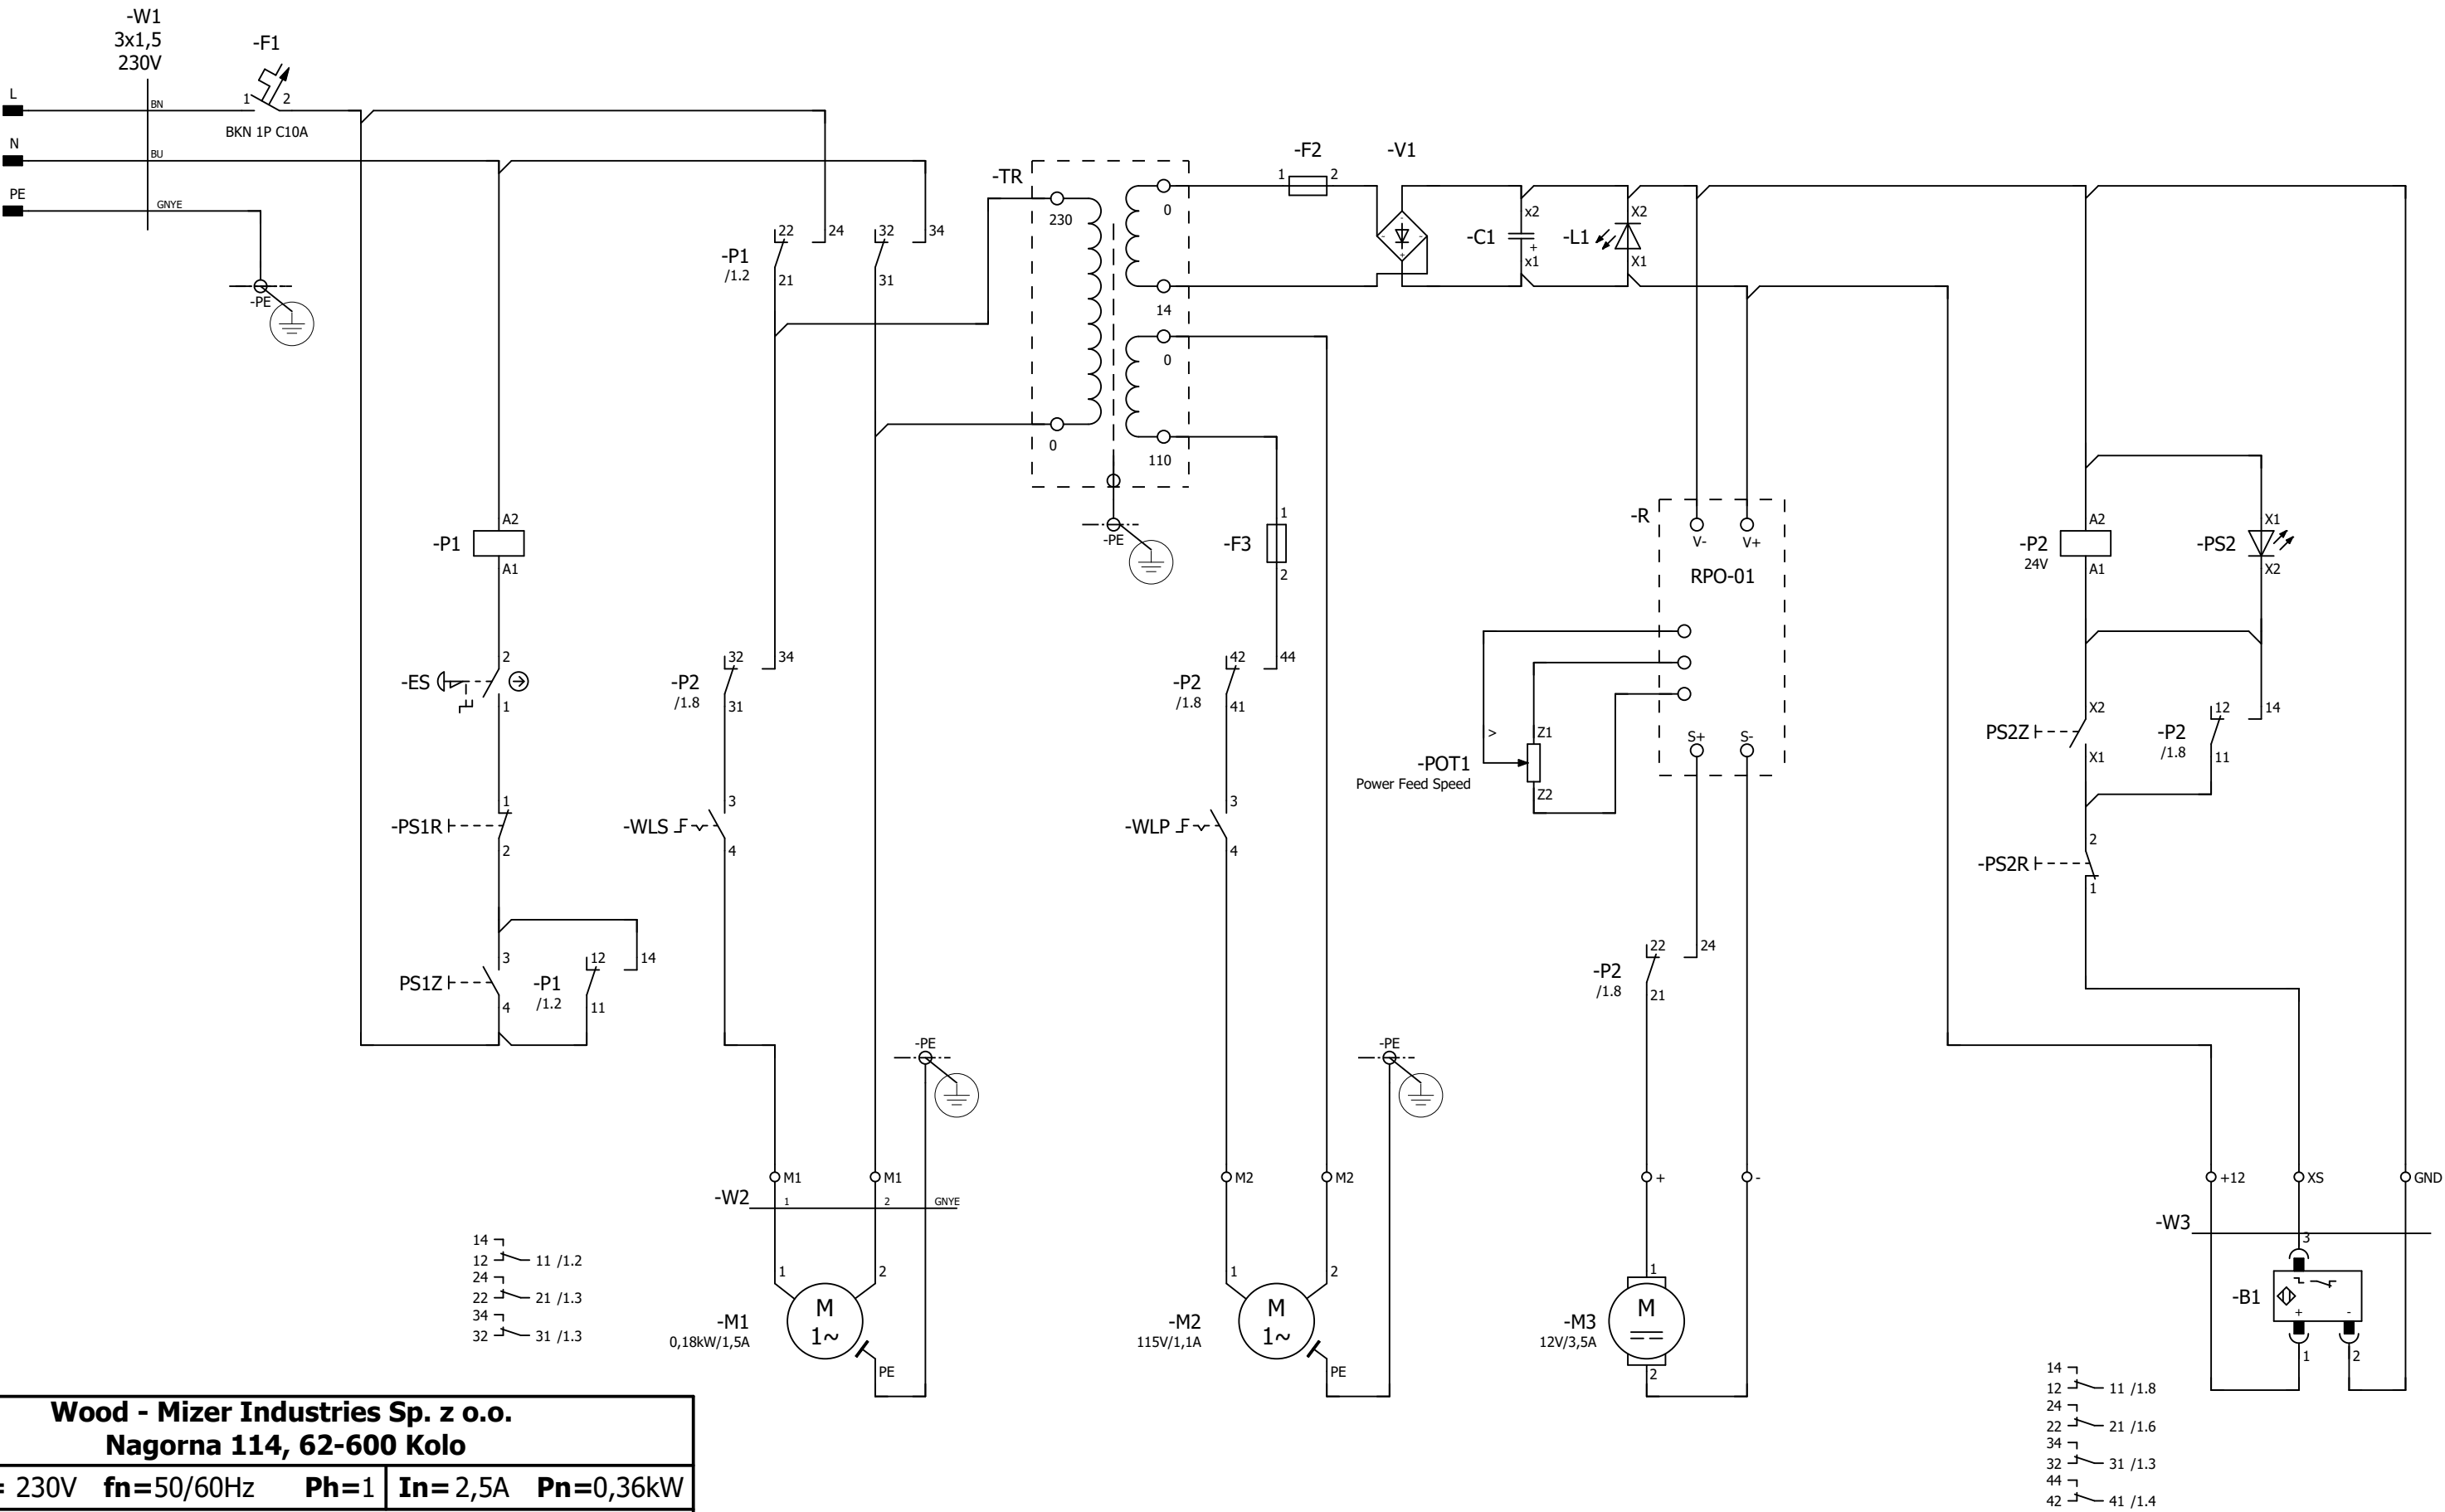 -W1
3x1,5
230V
-F1
L
BN
1
2
BKN 1P C10A
N
BU
PE
GNYE
-PE
-F2
-V1
1
2
-TR
230
0
14
0
0
110
-PE
-P1
/1.2
22
24
21
32
34
31
-C1
x2
+
x1
-L1
X2
X1
-P1
A2
A1
-F3
1
2
-R
V-
V+
RPO-01
S+
S-
-P2
24V
A2
A1
-PS2
X1
X2
-ES
2
1
-P2
/1.8
32
34
31
-P2
/1.8
42
44
41
>
Z1
-POT1
Power Feed Speed
Z2
PS2Z
X2
X1
-P2
/1.8
12
14
11
-PS1R
1
2
-WLS
3
4
-WLP
3
4
-PS2R
2
1
PS1Z
3
4
-P1
/1.2
12
14
11
-P2
/1.8
22
24
21
-PE
-PE
M1
M1
M2
M2
+
-
+12
XS
GND
-W2
1
2
GNYE
-W3
3
14
12 11 /1.2
24
22 21 /1.3
34
32 31 /1.3
1
2
M
1~
-M1
0,18kW/1,5A
PE
1
2
M
1~
-M2
115V/1,1A
PE
1
M
-M3
12V/3,5A
2
-B1
+
-
1
2
14
12 11 /1.8
24
22 21 /1.6
34
32 31 /1.3
44
42 41 /1.4
Wood - Mizer Industries Sp. z o.o.
Nagorna 114, 62-600 Kolo
= 230V fn=50/60Hz Ph=1 In= 2,5A Pn=0,36kW